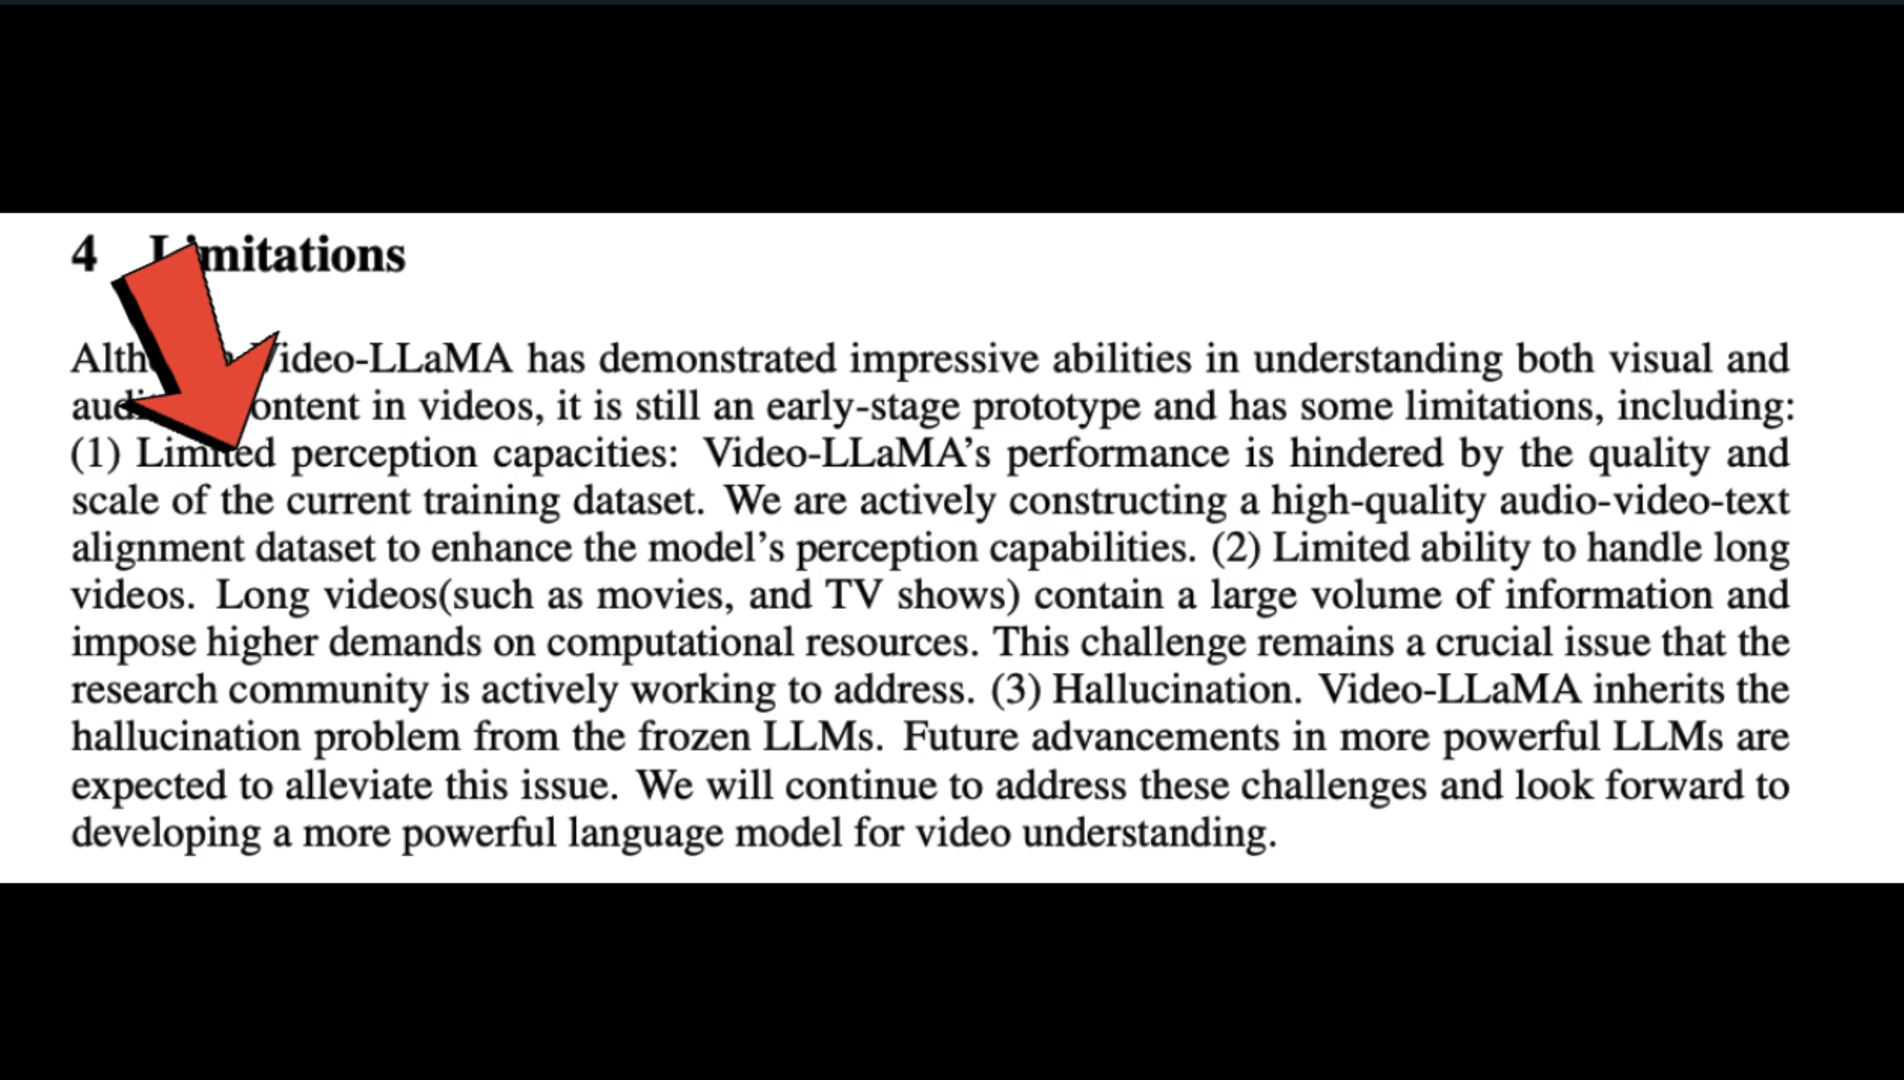 4 Limitations
Although Video-LLaMA has demonstrated impressive abilities in understanding both visual and
auditory content in videos, it is still an early-stage prototype and has some limitations, including:
(1) Limited perception capacities: Video-LLaMA’s performance is hindered by the quality and
scale of the current training dataset. We are actively constructing a high-quality audio-video-text
alignment dataset to enhance the model’s perception capabilities. (2) Limited ability to handle long
videos. Long videos(such as movies, and TV shows) contain a large volume of information and
impose higher demands on computational resources. This challenge remains a crucial issue that the
research community is actively working to address. (3) Hallucination. Video-LLaMA inherits the
hallucination problem from the frozen LLMs. Future advancements in more powerful LLMs are
expected to alleviate this issue. We will continue to address these challenges and look forward to
developing a more powerful language model for video understanding.